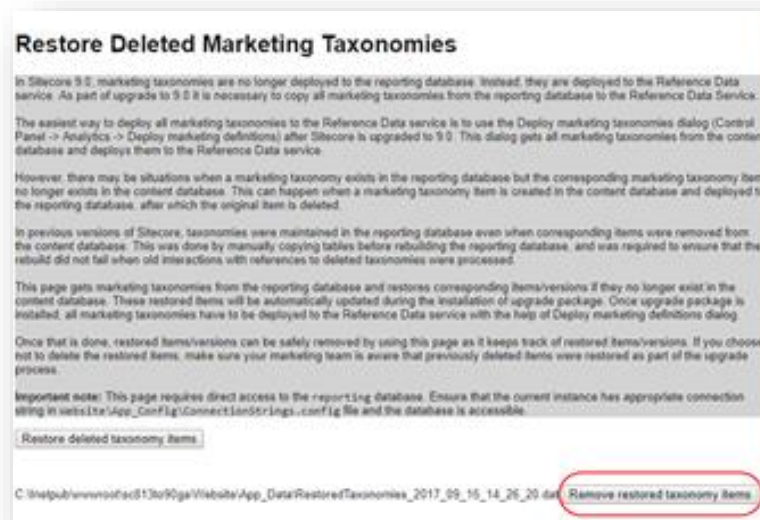 Restore Deleted Marketing Taxonomies
In Sitecore 9.0, marketing taxonomies are no longer deployed to the reporting database. Instead, they are deployed to the Reference Data
service. As part of upgrade to 9.0 it is necessary to copy all marketing taxonomies from the reporting database to the Reference Data Service.
The easiest way to deploy all marketing taxonomies to the Reference Data service is to use the Deploy marketing taxonomies dialog (Control
Panel -> Analytics -> Deploy marketing definitions) after Sitecore is upgraded to 9.0. This dialog gets all marketing taxonomies from the conten
database and deploys them to the Reference Data service.
However, there may be situations when a marketing taxonomy exists in the reporting database but the corresponding marketing taxonomy item
no longer exists in the content database. This can happen when a marketing taxonomy item is created in the content database and deployed t
the reporting database, after which the original item is deleted.
In previous versions of Sitecore, taxonomies were maintained in the reporting database even when corresponding items were removed from
the content database. This was done by manually copying tables before rebuilding the reporting database, and was required to ensure that the
rebuild did not fail when old interactions with references to deleted taxonomies were processed.
This page gets marketing taxonomies from the reporting database and restores corresponding items/versions if they no longer exist in the
content database. These restored items will be automatically updated during the installation of upgrade package. Once upgrade package is
installed, all marketing taxonomies have to be deployed to the Reference Data service with the help of Deploy marketing definitions dialog.
Once that is done, restored items/versions can be safely removed by using this page as it keeps track of restored items/versions. If you choose
not to delete the restored items, make sure your marketing team is aware that previously deleted items were restored as part of the upgrade
process.
Important note: This page requires direct access to the reporting database. Ensure that the current instance has appropriate connection
string in website\App_Config\ConnectionStrings.config file and the database is accessible.
Restore deleted taxonomy items
C:\Inetpub\wwwroot\sc813to90ga\Website\App_Data\RestoredTaxonomies_2017_09_15_14_26_20.dat Remove restored taxonomy items